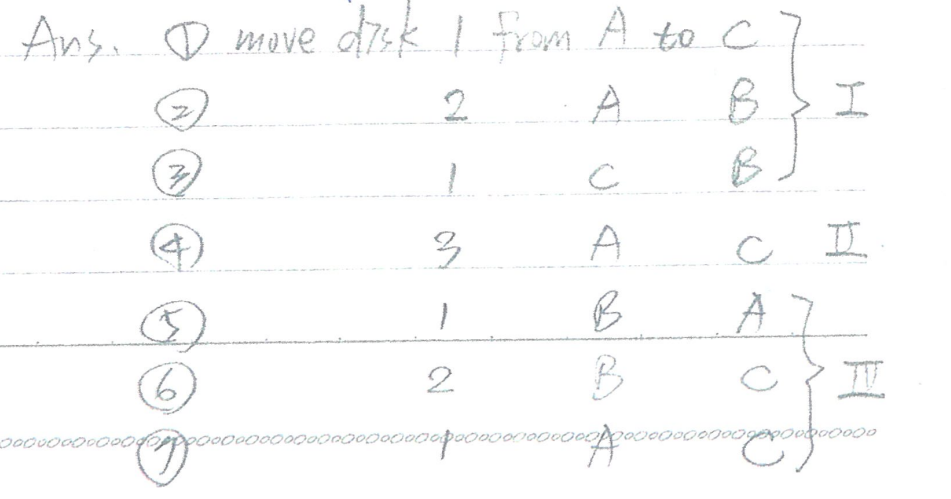 Ans. ① move disk 1 from A to C
② 2 A B } I
③ 1 C B
④ 3 A C II
⑤ 1 B A
⑥ 2 B C } III
⑦ 1 A C